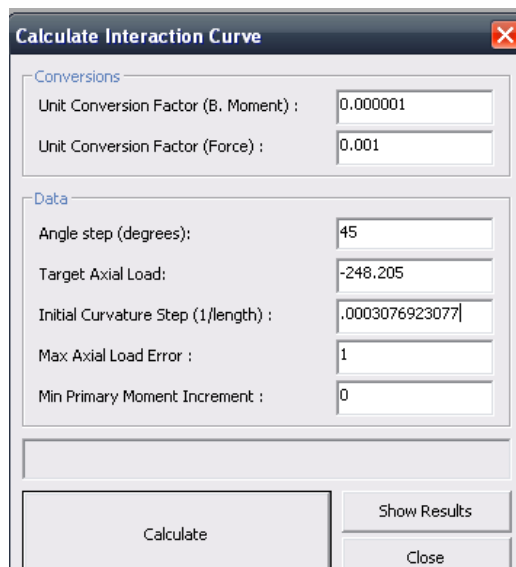 Calculate Interaction Curve
Conversions
Unit Conversion Factor (B. Moment) : 0.000001
Unit Conversion Factor (Force) : 0.001
Data
Angle step (degrees): 45
Target Axial Load: -248.205
Initial Curvature Step (1/length) : .0003076923077
Max Axial Load Error : 1
Min Primary Moment Increment : 0
Calculate
Show Results
Close